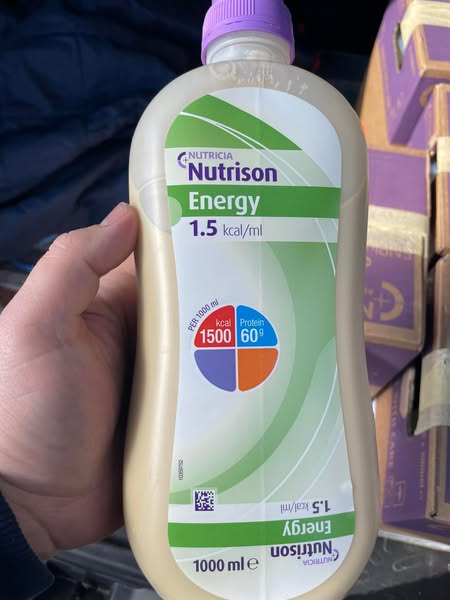 NUTRICIA
Nutrison
Energy
1.5 kcal/ml
PER 1000 ml
kcal
1500
Protein
60g
1.5 kcal/ml
Energy
Nutrison
NUTRICIA
1000 ml e